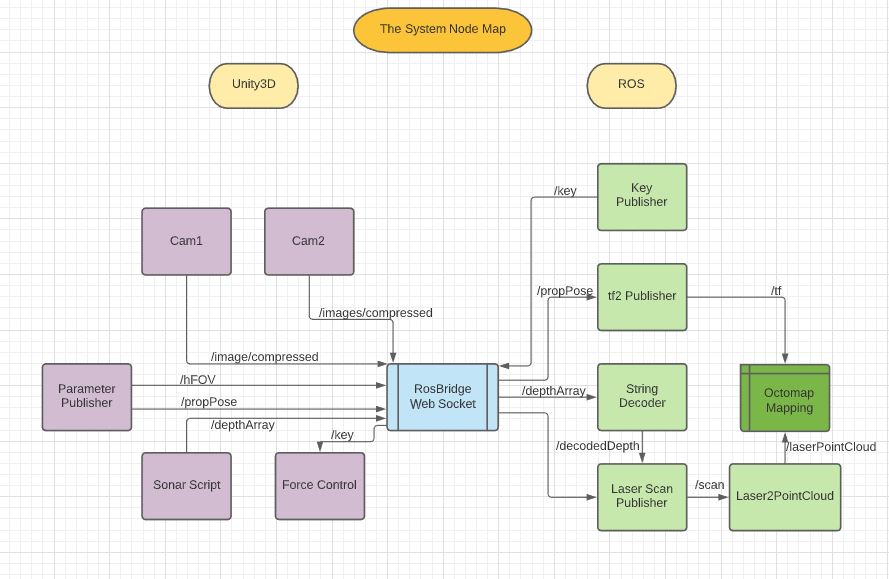 The System Node Map
Unity3D
ROS
/key
Key
Publisher
Cam1
Cam2
/propPose
tf2 Publisher
/tf
/images/compressed
/image/compressed
Parameter
Publisher
/hFOV
/propPose
/depthArray
/key
RosBridge
Web Socket
/depthArray
String
Decoder
Octomap
Mapping
/decodedDepth
/laserPointCloud
Sonar Script
Force Control
Laser Scan
Publisher
/scan
Laser2PointCloud